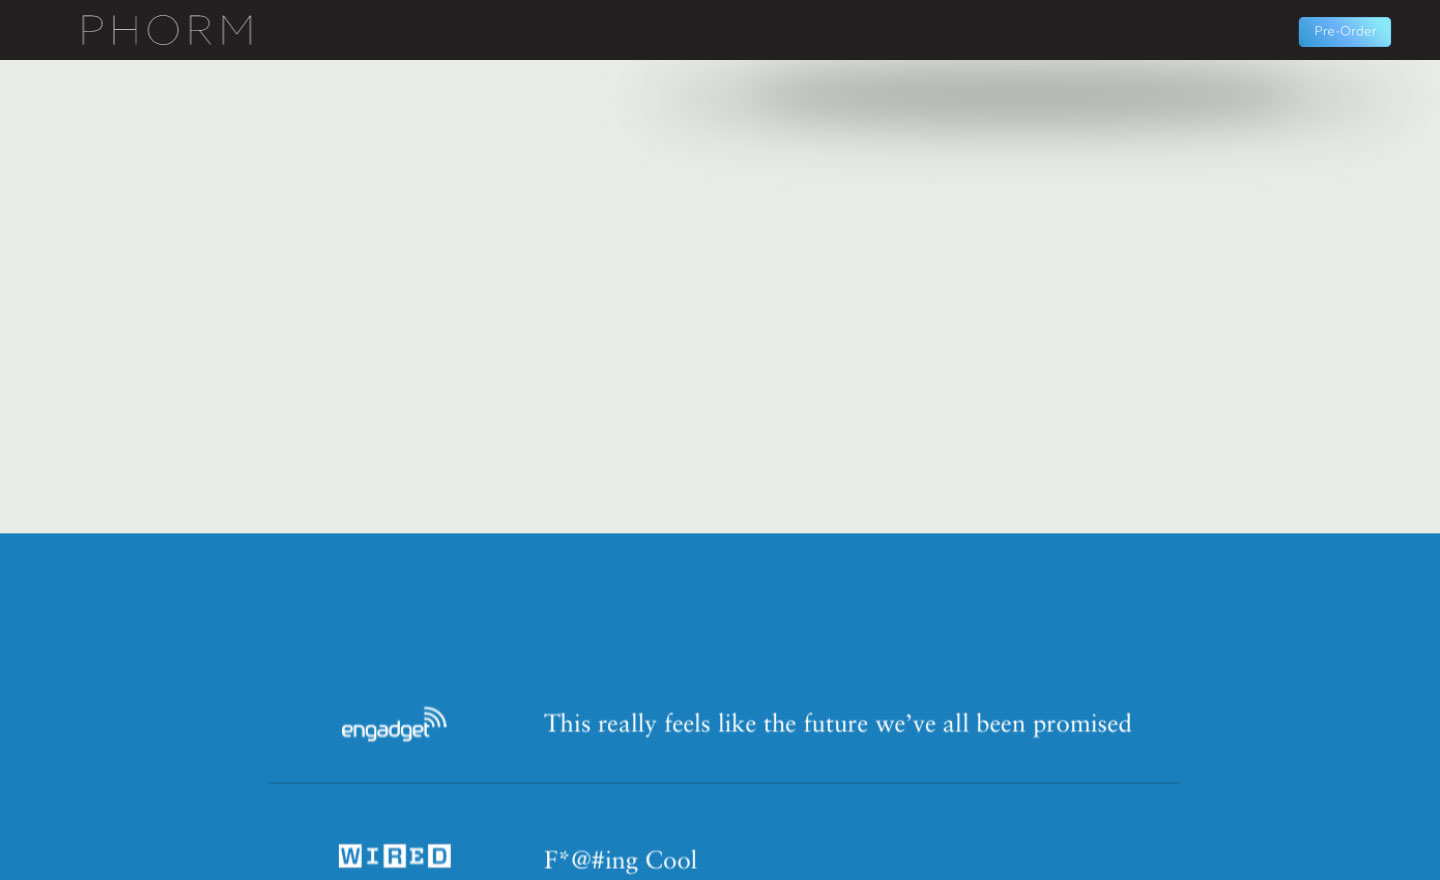 PHORM
Pre-Order
engadget
This really feels like the future we’ve all been promised
WIRED
F*@#ing Cool